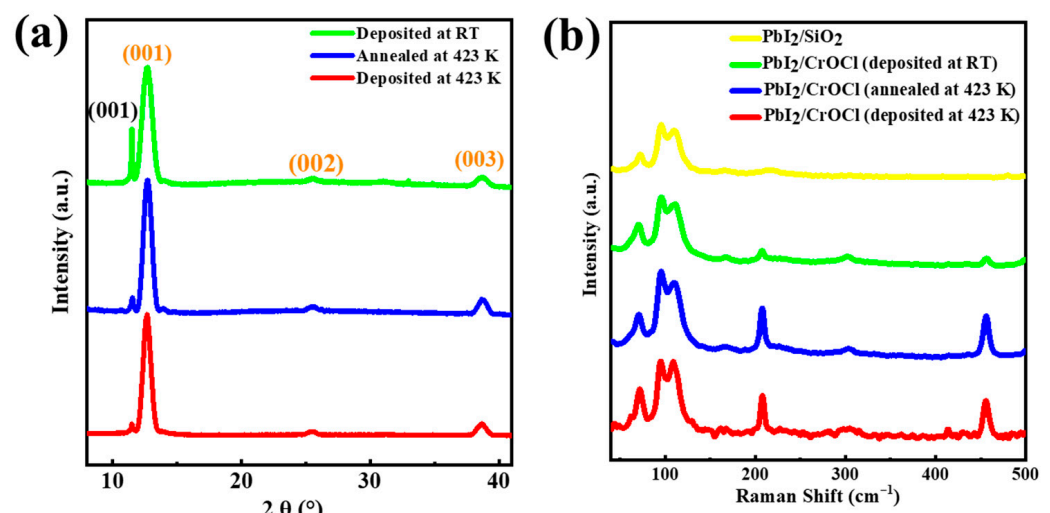 (a)
Deposited at RT
Annealed at 423 K
Deposited at 423 K
(001)
(001)
(002)
(003)
Intensity (a.u.)
10
20
30
40
2 θ (°)
(b)
PbI2/SiO2
PbI2/CrOCl (deposited at RT)
PbI2/CrOCl (annealed at 423 K)
PbI2/CrOCl (deposited at 423 K)
Intensity (a.u.)
100
200
300
400
500
Raman Shift (cm⁻¹)